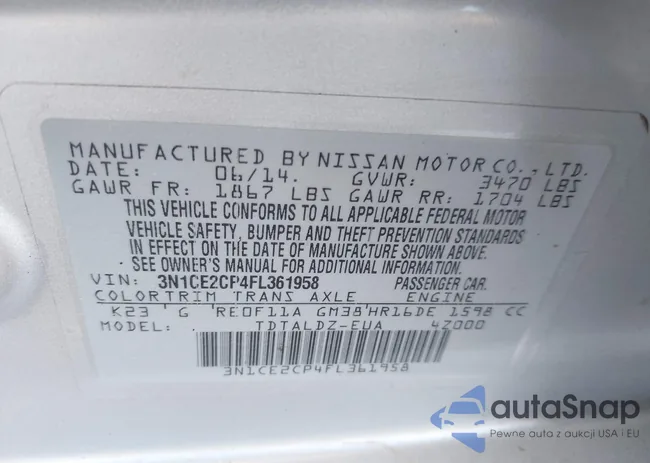 MANUFACTURED BY NISSAN MOTOR CO., LTD.
DATE: 06/14. GVWR: 3470 LBS
GAWR FR: 1867 LBS GAWR RR: 1704 LBS
THIS VEHICLE CONFORMS TO ALL APPLICABLE FEDERAL MOTOR
VEHICLE SAFETY, BUMPER AND THEFT PREVENTION STANDARDS
IN EFFECT ON THE DATE OF MANUFACTURE SHOWN ABOVE.
· SEE OWNER'S MANUAL FOR ADDITIONAL INFORMATION.
VIN: 3N1CE2CP4FL361958 PASSENGER CAR.
COLOR TRIM TRANS AXLE ENGINE
K23 G RE0F11A GM38 HR16DE 1598 CC
MODEL: TDTALDZ-EUA 4Z000
3N1CE2CP4FL361958
autaSnap
Pewne auta z aukcji USA i EU